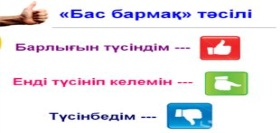 «Бас бармақ» тәсілі
Барлығын түсіндім ---
Енді түсініп келемін ---
Түсінбедім ---